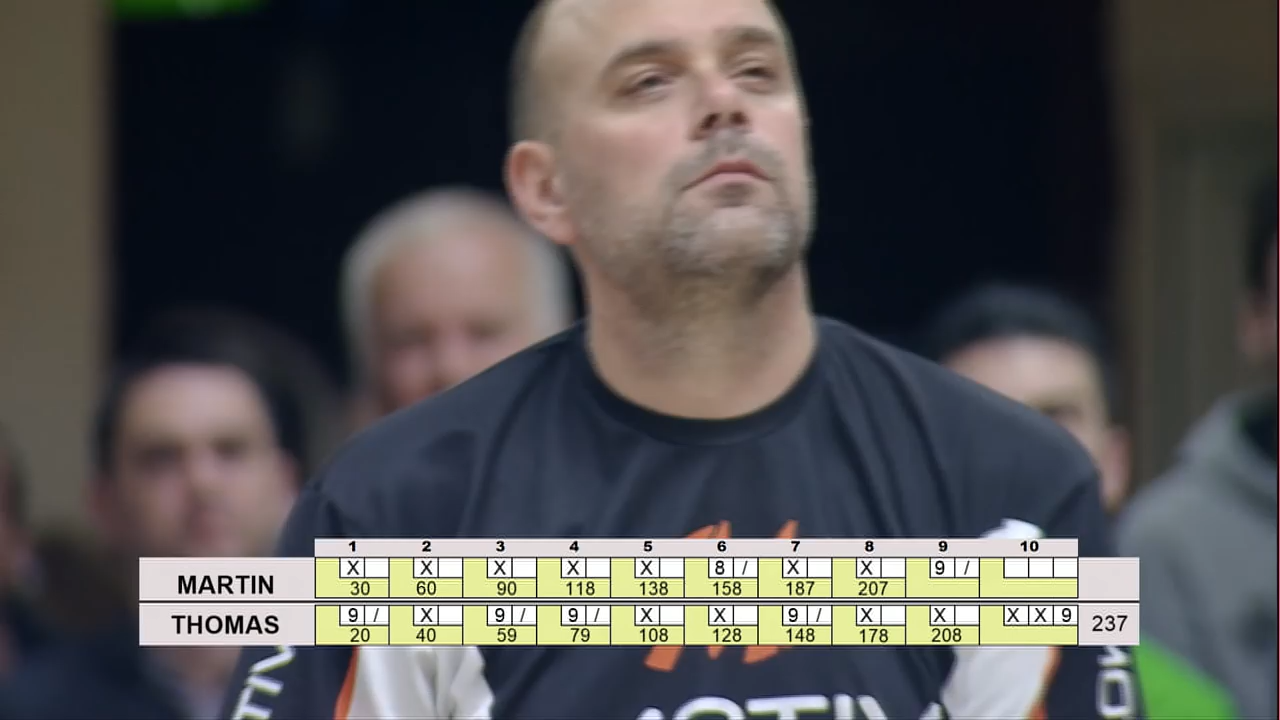 1 2 3 4 5 6 7 8 9 10
MARTIN X X X X X 8 / X X 9 /
30 60 90 118 138 158 187 207
THOMAS 9 / X 9 / 9 / X X 9 / X X X X 9 237
20 40 59 79 108 128 148 178 208